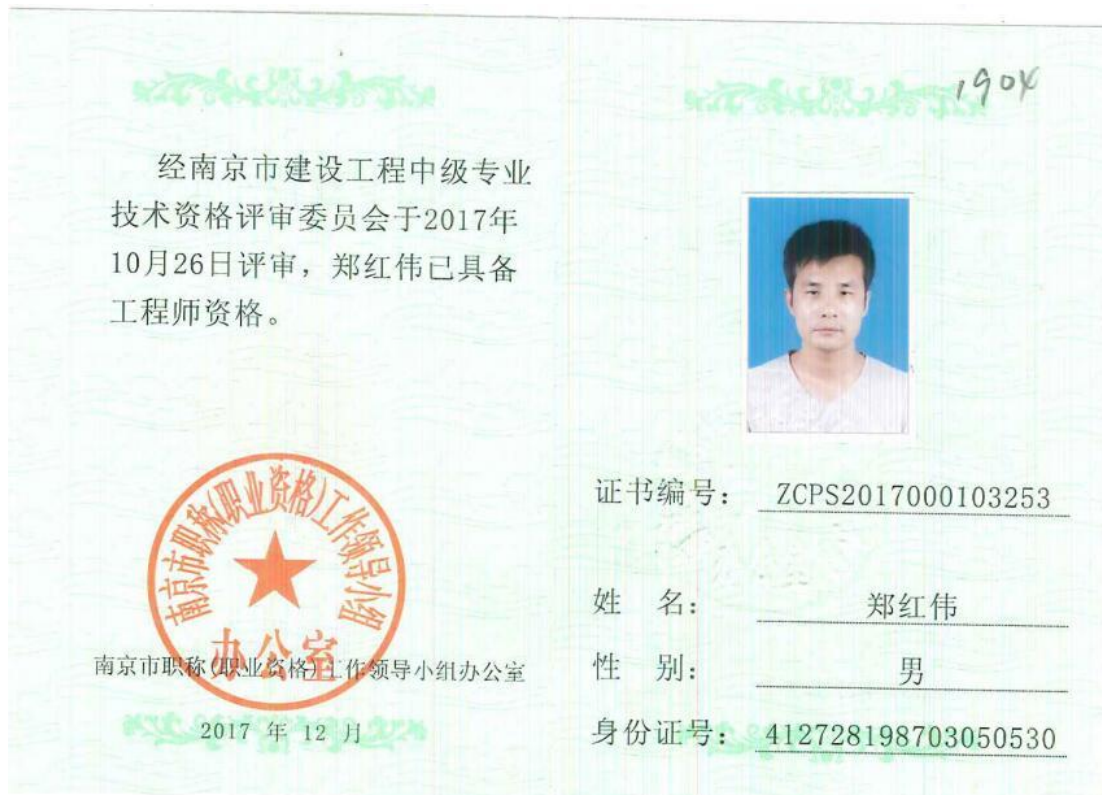 经南京市建设工程中级专业
技术资格评审委员会于2017年
10月26日评审，郑红伟已具备
工程师资格。
南京市职称(职业资格)工作领导小组
办公室
南京市职称(职业资格)工作领导小组办公室
2017 年 12 月
1904
证书编号： ZCPS2017000103253
姓 名： 郑红伟
性 别： 男
身份证号： 412728198703050530